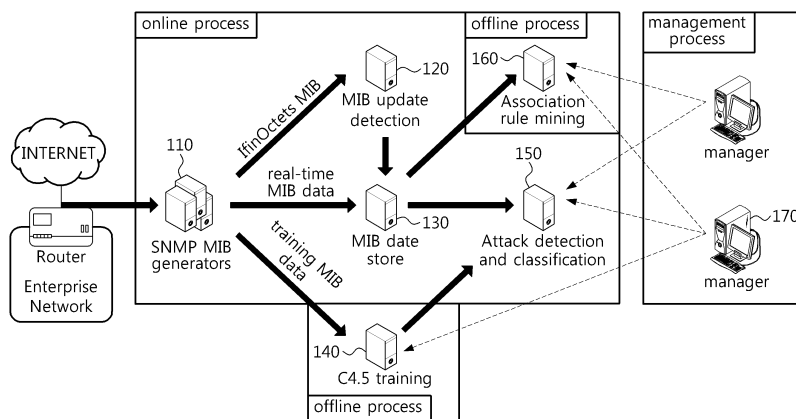 online process
offline process
management
process
160
120
IfinOctets MIB
MIB update
detection
Association
rule mining
manager
INTERNET
110
real-time
MIB data
150
130
170
SNMP MIB
generators
MIB date
store
Attack detection
and classification
Router
Enterprise
Network
training MIB
data
manager
140
C4.5 training
offline process